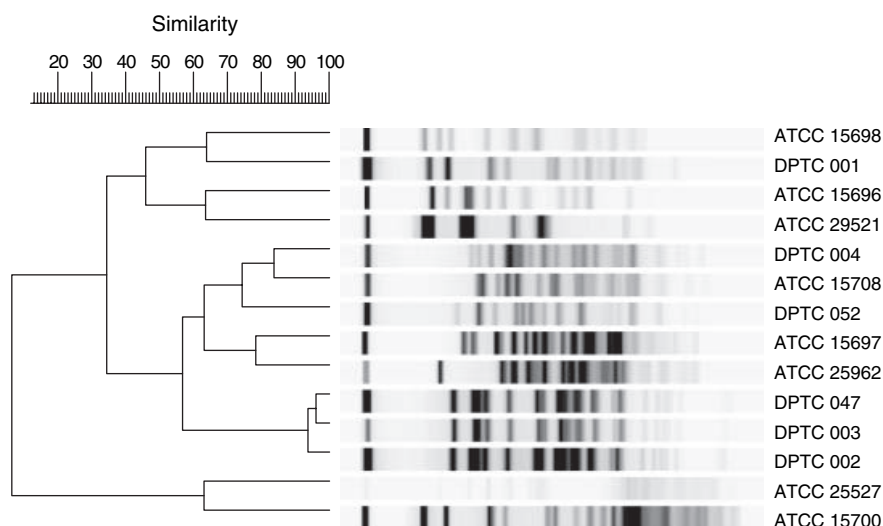 Similarity
20 30 40 50 60 70 80 90 100
ATCC 15698
DPTC 001
ATCC 15696
ATCC 29521
DPTC 004
ATCC 15708
DPTC 052
ATCC 15697
ATCC 25962
DPTC 047
DPTC 003
DPTC 002
ATCC 25527
ATCC 15700